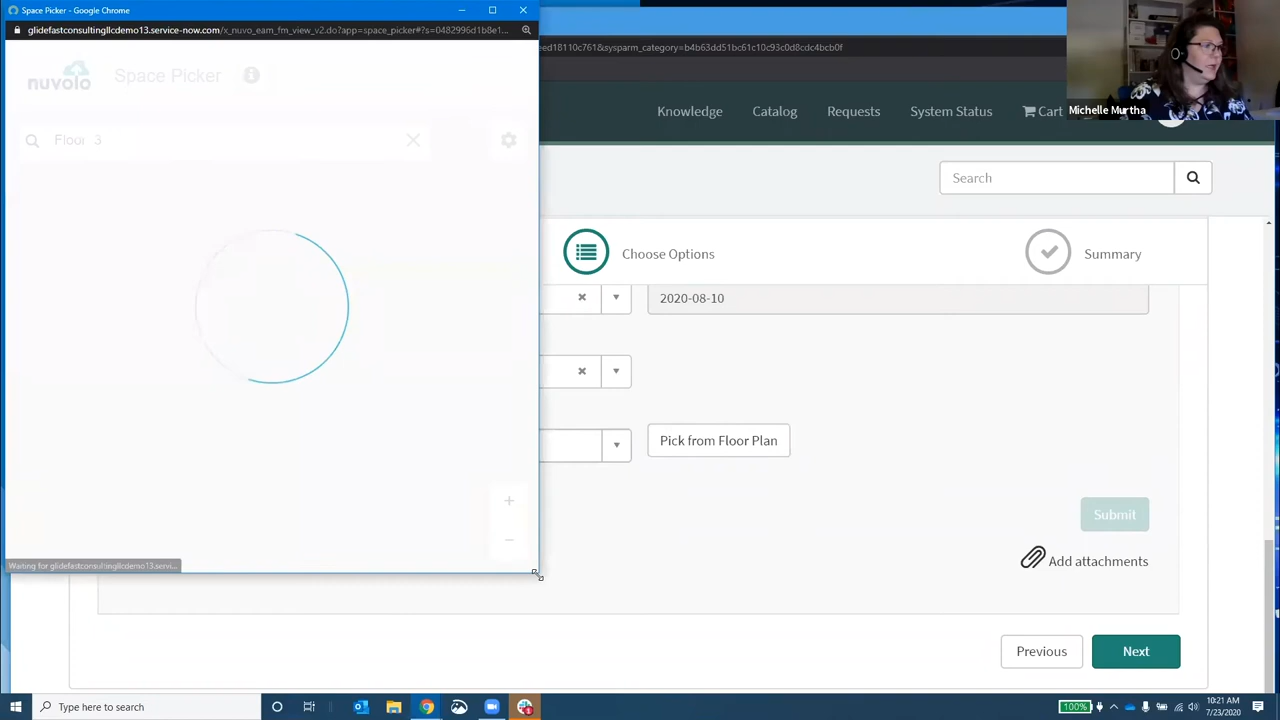 Space Picker - Google Chrome
glidefastconsultingllcdemo13.service-now.com/x_nuvo_eam_fm_view_v2.do?app=space_picker#?s=0482996d1b8e1...
eed18110c761&sysparm_category=b4b63dd51bc61c10c93c0d8cdc4bcb0f
nuvolo
Space Picker
Michelle Murtha
Knowledge
Catalog
Requests
System Status
Cart
Floor 3
Search
Choose Options
Summary
2020-08-10
Pick from Floor Plan
+
−
Submit
Add attachments
Waiting for glidefastconsultingllcdemo13.servi...
Previous
Next
Type here to search
100%
10:21 AM
7/23/2020